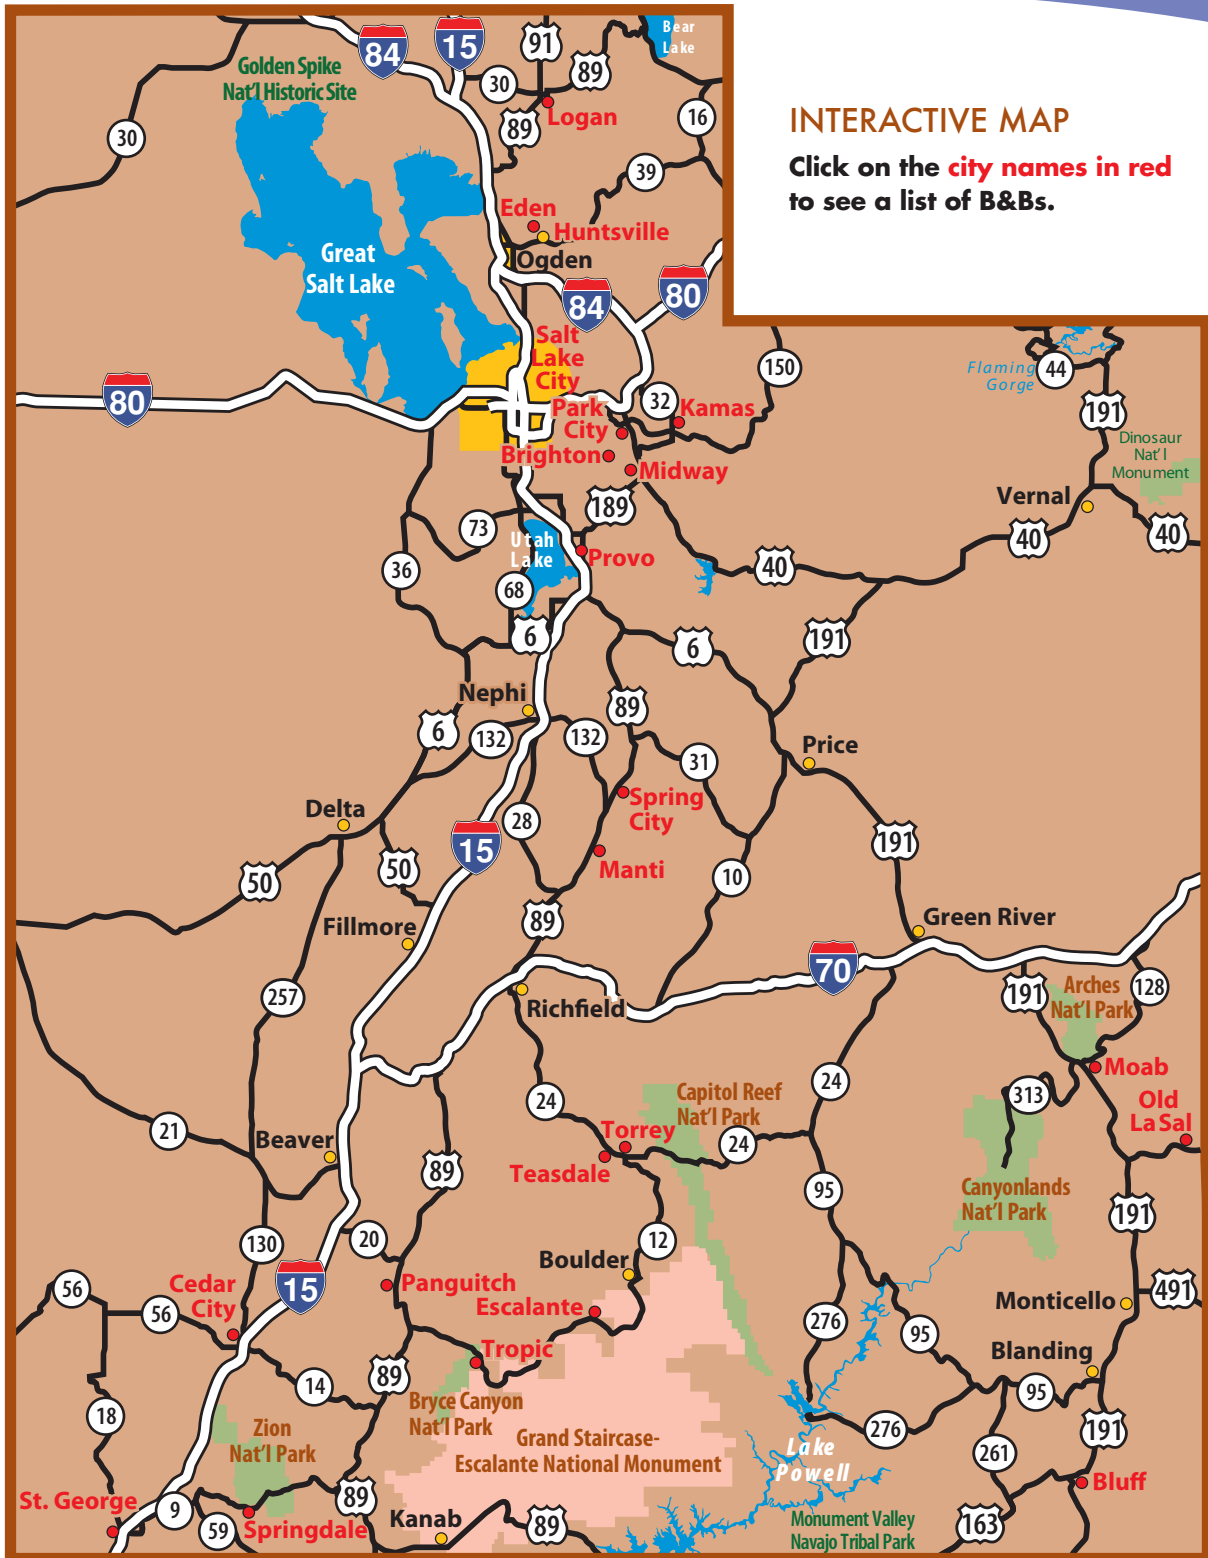 INTERACTIVE MAP
Click on the city names in red
to see a list of B&Bs.
84
15
91
89
Bear
Lake
Golden Spike
Nat'l Historic Site
30
30
Logan
89
16
39
Eden
Huntsville
Ogden
Great
Salt Lake
84
80
Salt
Lake
City
150
Flaming
Gorge
44
80
32
Park
City
Kamas
191
Brighton
Midway
Dinosaur
Nat'l
Monument
Vernal
189
73
Utah
Lake
Provo
40
40
40
36
68
6
6
191
Nephi
89
6
132
132
31
Price
Delta
Spring
City
28
15
191
50
50
Manti
10
Fillmore
89
Green River
70
257
Richfield
191
Arches
Nat'l Park
128
Moab
24
Capitol Reef
Nat'l Park
24
313
Old
La Sal
21
Beaver
Torrey
24
Teasdale
89
95
Canyonlands
Nat'l Park
191
130
20
12
Boulder
56
Cedar
City
15
Panguitch
491
56
Escalante
Monticello
276
95
Tropic
Blanding
14
89
95
18
Bryce Canyon
Nat'l Park
Zion
Nat'l Park
Grand Staircase-
Escalante National Monument
276
191
Lake
Powell
261
Bluff
St. George
9
59
Springdale
89
Kanab
89
Monument Valley
Navajo Tribal Park
163